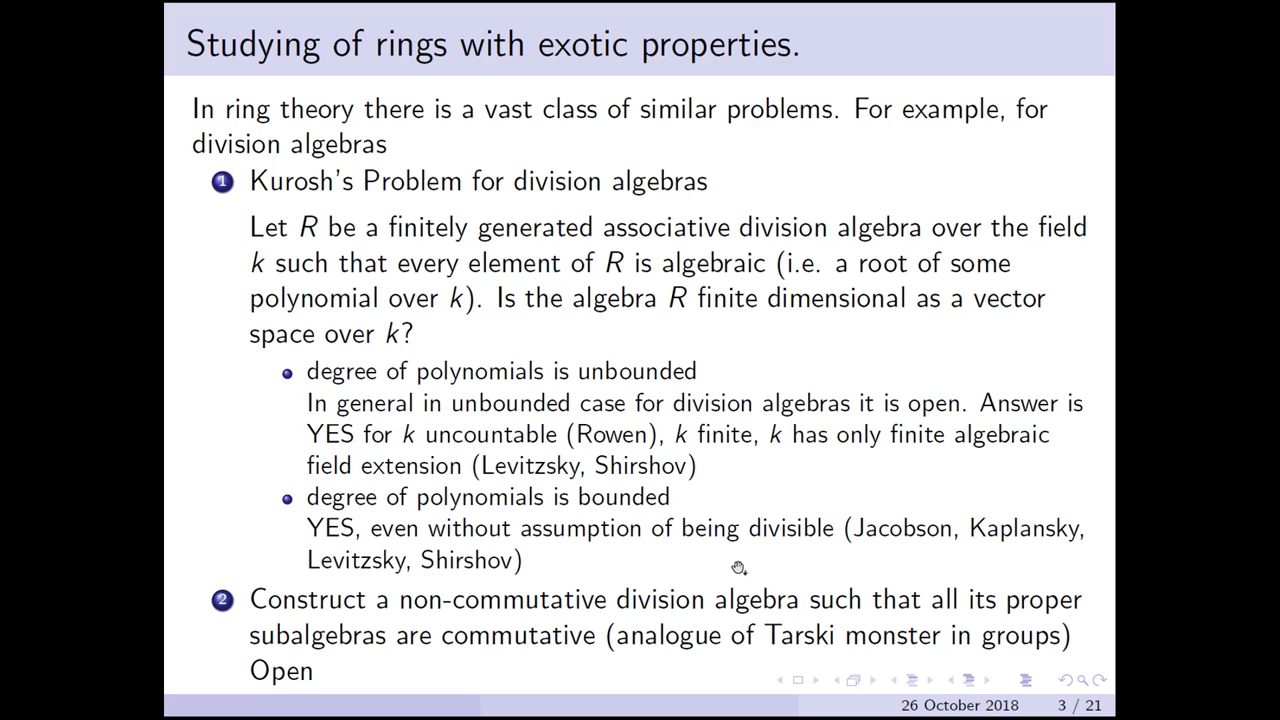 Studying of rings with exotic properties.
In ring theory there is a vast class of similar problems. For example, for
division algebras
1 Kurosh's Problem for division algebras
Let R be a finitely generated associative division algebra over the field
k such that every element of R is algebraic (i.e. a root of some
polynomial over k). Is the algebra R finite dimensional as a vector
space over k?
degree of polynomials is unbounded
In general in unbounded case for division algebras it is open. Answer is
YES for k uncountable (Rowen), k finite, k has only finite algebraic
field extension (Levitzsky, Shirshov)
degree of polynomials is bounded
YES, even without assumption of being divisible (Jacobson, Kaplansky,
Levitzsky, Shirshov)
2 Construct a non-commutative division algebra such that all its proper
subalgebras are commutative (analogue of Tarski monster in groups)
Open
26 October 2018 3 / 21